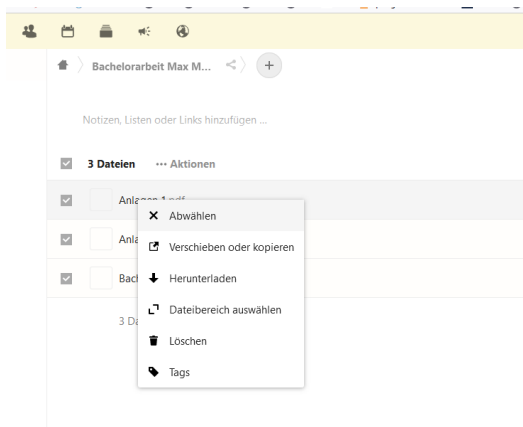 Bachelorarbeit Max M...
Notizen, Listen oder Links hinzufügen ...
3 Dateien ••• Aktionen
Anlagen 1.pdf
Abwählen
Verschieben oder kopieren
Herunterladen
Dateibereich auswählen
Löschen
Tags